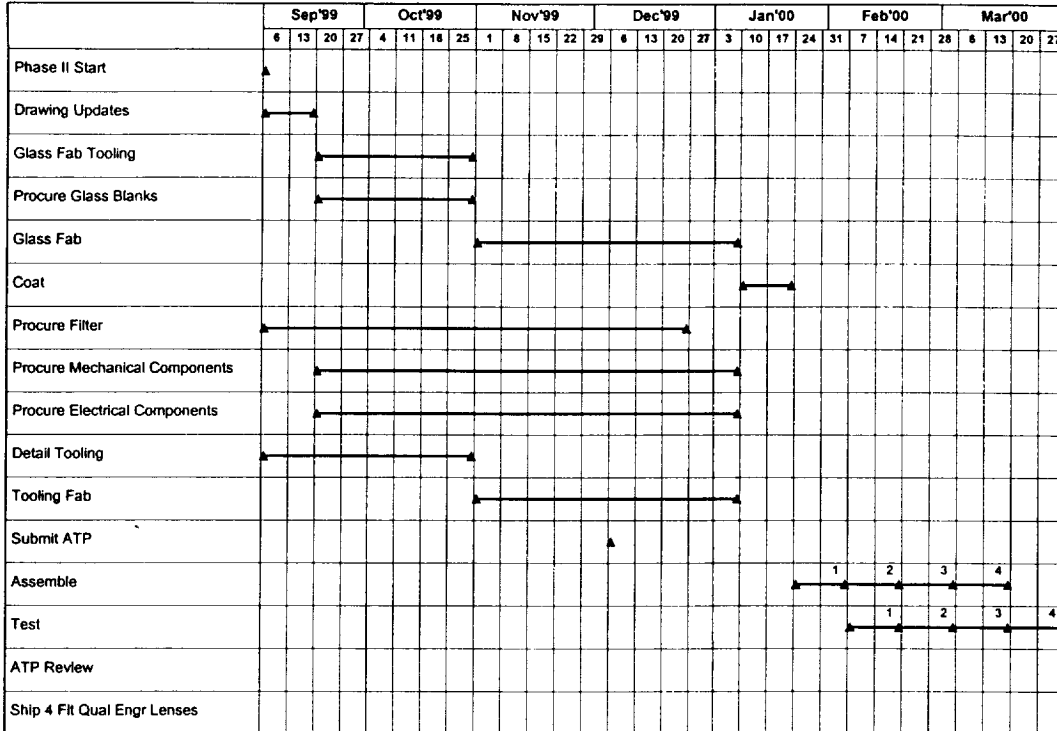 Sep'99 Oct'99 Nov'99 Dec'99 Jan'00 Feb'00 Mar'00
6 13 20 27 4 11 18 25 1 8 15 22 29 6 13 20 27 3 10 17 24 31 7 14 21 28 6 13 20 27
Phase II Start
Drawing Updates
Glass Fab Tooling
Procure Glass Blanks
Glass Fab
Coat
Procure Filter
Procure Mechanical Components
Procure Electrical Components
Detail Tooling
Tooling Fab
Submit ATP
1 2 3 4
Assemble
1 2 3 4
Test
ATP Review
Ship 4 Flt Qual Engr Lenses